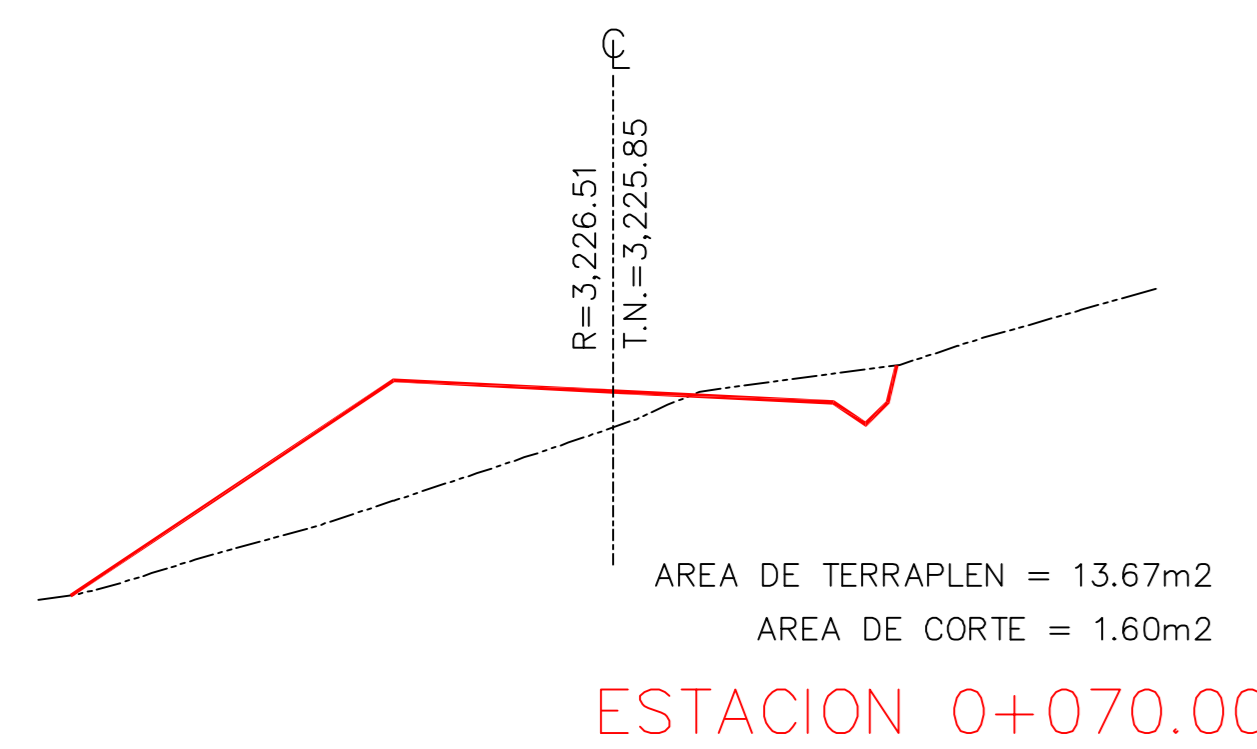 ℄
R=3,226.51
T.N.=3,225.85
AREA DE TERRAPLEN = 13.67m2
AREA DE CORTE = 1.60m2
ESTACION 0+070.00